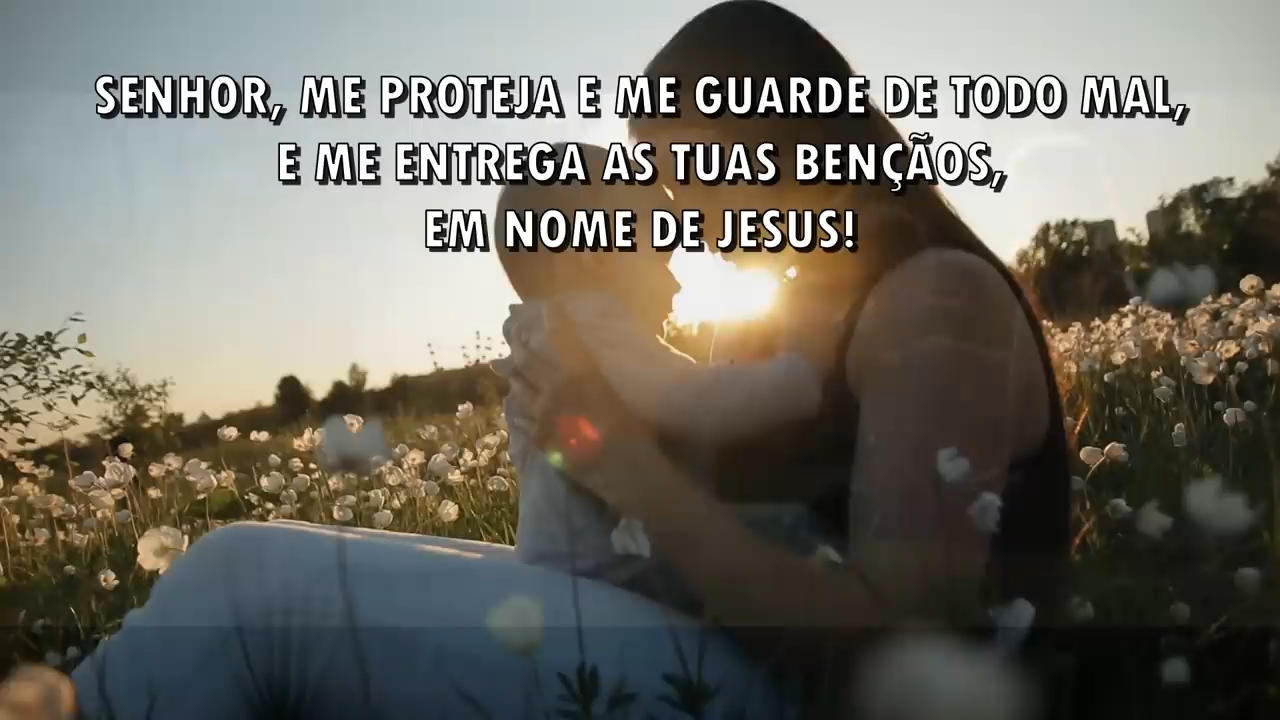 SENHOR, ME PROTEJA E ME GUARDE DE TODO MAL,
E ME ENTREGA AS TUAS BENÇÃOS,
EM NOME DE JESUS!